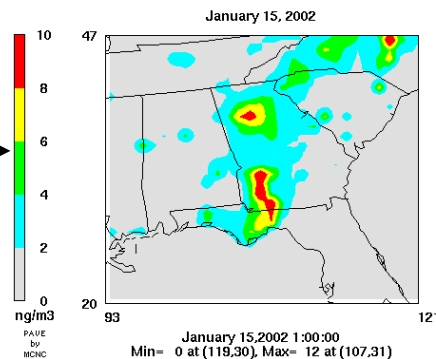 January 15, 2002
47
10
8
6
4
2
0
ng/m3
PAVE
by
MCNC
20
93
12
January 15,2002 1:00:00
Min= 0 at (119,30), Max= 12 at (107,31)